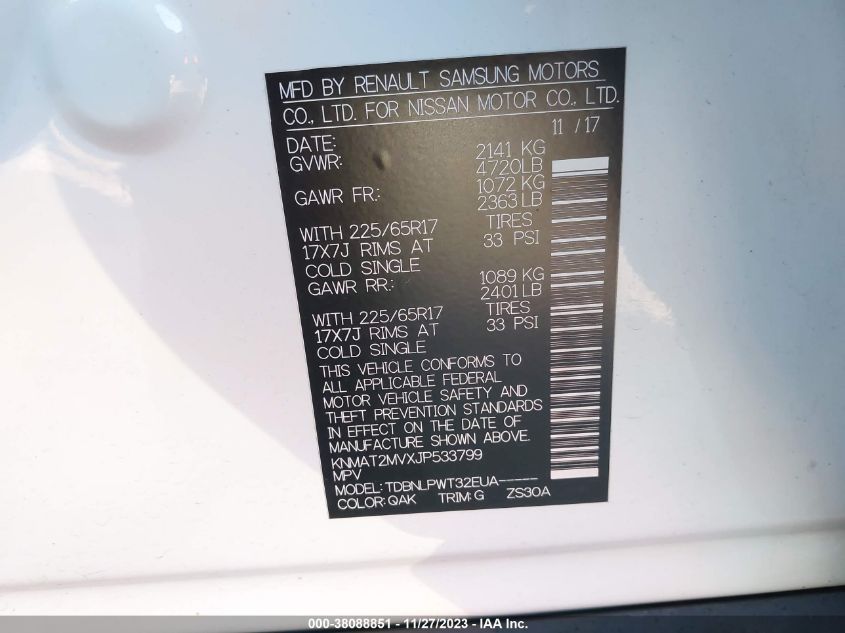 MFD BY RENAULT SAMSUNG MOTORS
CO., LTD. FOR NISSAN MOTOR CO., LTD.
DATE: 11 / 17
GVWR: 2141 KG
4720LB
GAWR FR.: 1072 KG
2363LB
WITH 225/65R17 TIRES
17X7J RIMS AT 33 PSI
COLD SINGLE
GAWR RR.: 1089 KG
2401LB
WITH 225/65R17 TIRES
17X7J RIMS AT 33 PSI
COLD SINGLE
THIS VEHICLE CONFORMS TO
ALL APPLICABLE FEDERAL
MOTOR VEHICLE SAFETY AND
THEFT PREVENTION STANDARDS
IN EFFECT ON THE DATE OF
MANUFACTURE SHOWN ABOVE.
KNMAT2MVXJP533799
MPV
MODEL: TDBNLPWT32EUA-----
COLOR: QAK TRIM: G ZS30A
000-38088851 - 11/27/2023 - IAA Inc.